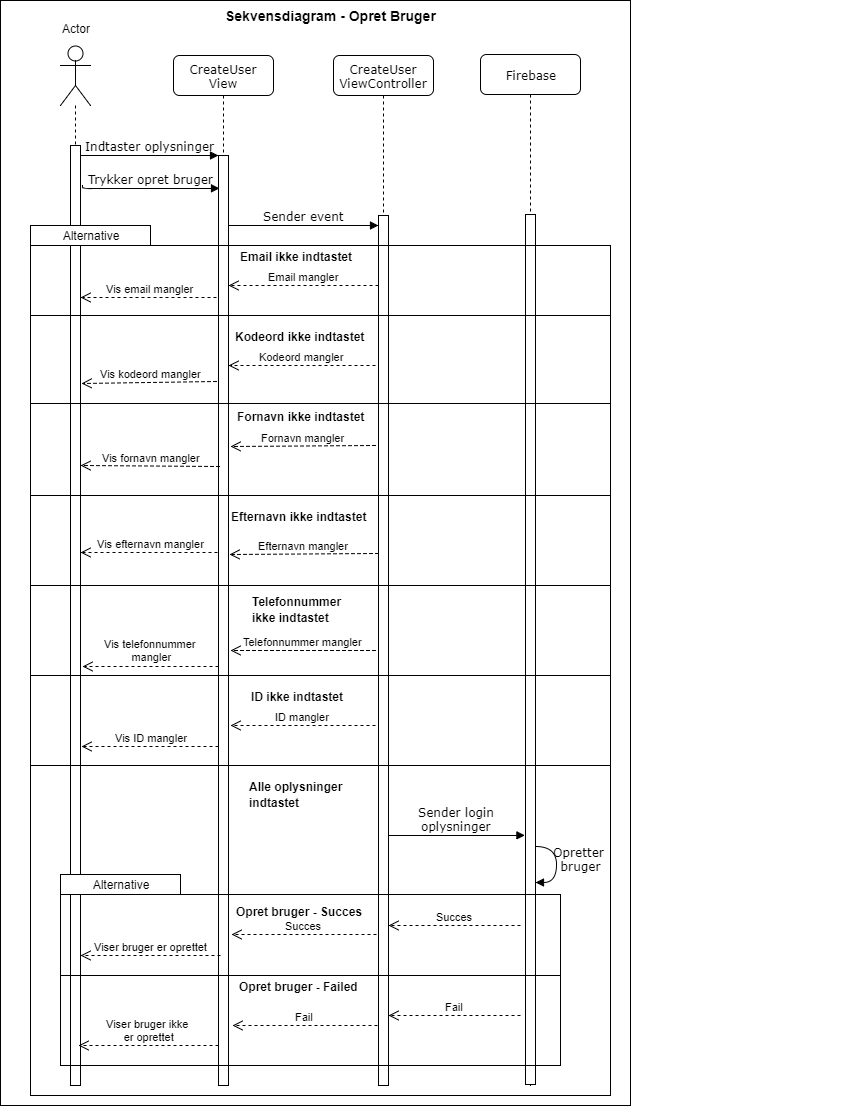 Sekvensdiagram - Opret Bruger
Actor
CreateUser
View
CreateUser
ViewController
Firebase
Indtaster oplysninger
Trykker opret bruger
Sender event
Alternative
Email ikke indtastet
Email mangler
Vis email mangler
Kodeord ikke indtastet
Kodeord mangler
Vis kodeord mangler
Fornavn ikke indtastet
Fornavn mangler
Vis fornavn mangler
Efternavn ikke indtastet
Efternavn mangler
Vis efternavn mangler
Telefonnummer
ikke indtastet
Telefonnummer mangler
Vis telefonnummer
mangler
ID ikke indtastet
ID mangler
Vis ID mangler
Alle oplysninger
indtastet
Sender login
oplysninger
Opretter
bruger
Alternative
Opret bruger - Succes
Succes
Succes
Viser bruger er oprettet
Opret bruger - Failed
Fail
Fail
Viser bruger ikke
er oprettet